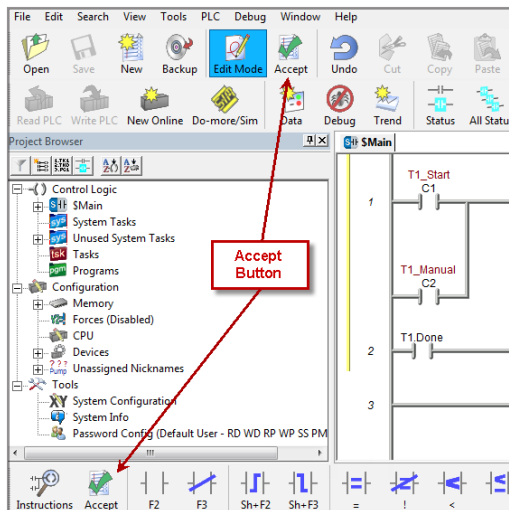 File Edit Search View Tools PLC Debug Window Help
Open Save New Backup Edit Mode Accept Undo Cut Copy Paste
Read PLC Write PLC New Online Do-more/Sim Data Debug Trend Status All Statu
Project Browser
$Main
Control Logic
$Main
System Tasks
Unused System Tasks
Tasks
Programs
Configuration
Memory
Forces (Disabled)
CPU
Devices
Unassigned Nicknames
Tools
System Configuration
System Info
Password Config (Default User - RD WD RP WP SS PM
Accept
Button
T1_Start
C1
1
T1_Manual
C2
T1.Done
2
3
Instructions Accept F2 F3 Sh+F2 Sh+F3 = ! <